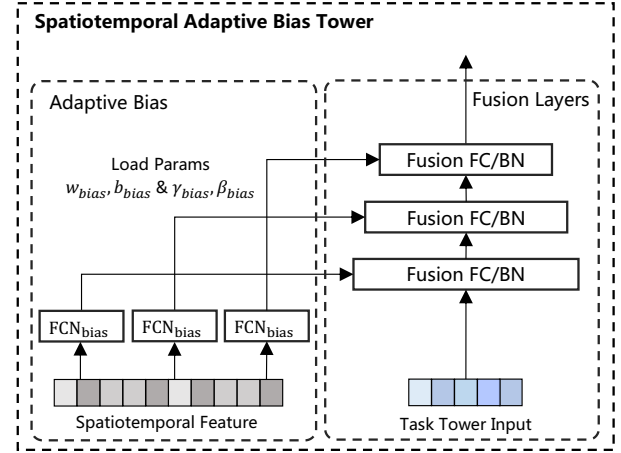 Spatiotemporal Adaptive Bias Tower
Adaptive Bias
Fusion Layers
Load Params
w_bias, b_bias & γ_bias, β_bias
Fusion FC/BN
Fusion FC/BN
Fusion FC/BN
FCN_bias
FCN_bias
FCN_bias
Spatiotemporal Feature
Task Tower Input